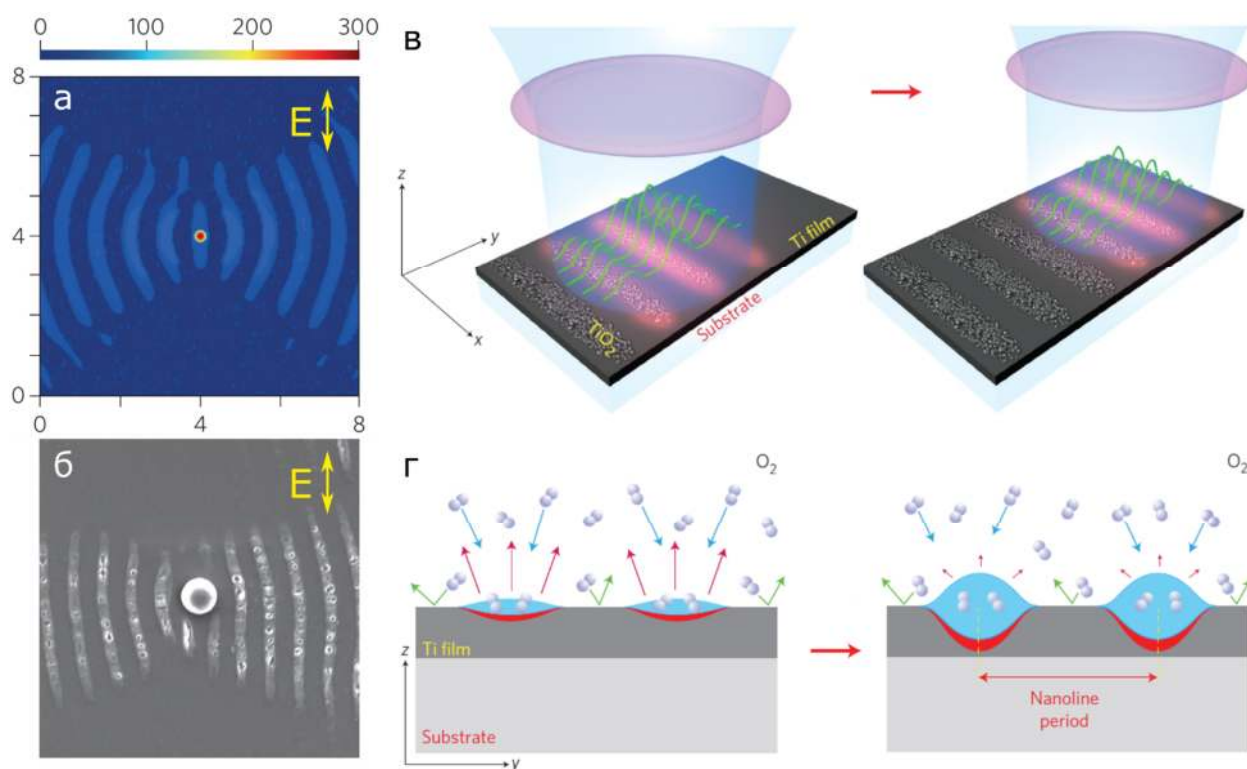 0 100 200 300
а
E
8
4
0
0 4 8
б
E
В
z
y
x
Ti film
TiO2
Substrate
Г
O2
O2
Ti film
z
Substrate
y
Nanoline
period